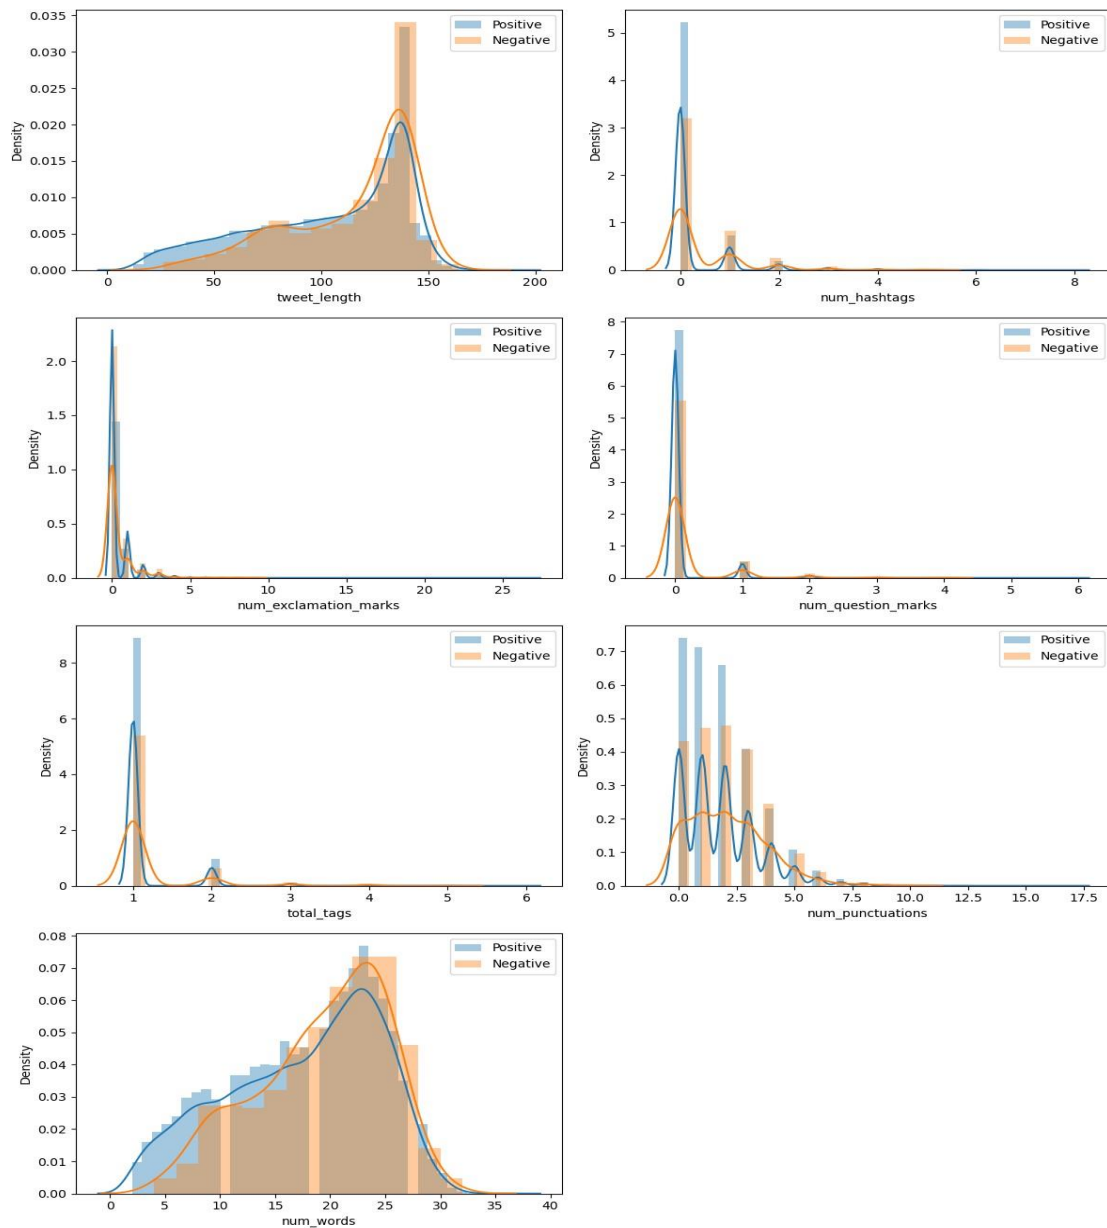 Density
0.035
0.030
0.025
0.020
0.015
0.010
0.005
0.000
0 50 100 150 200
tweet_length
Positive
Negative
Density
5
4
3
2
1
0
0 2 4 6 8
num_hashtags
Positive
Negative
Density
2.0
1.5
1.0
0.5
0.0
0 5 10 15 20 25
num_exclamation_marks
Positive
Negative
Density
8
7
6
5
4
3
2
1
0
0 1 2 3 4 5 6
num_question_marks
Positive
Negative
Density
8
6
4
2
0
1 2 3 4 5 6
total_tags
Positive
Negative
Density
0.7
0.6
0.5
0.4
0.3
0.2
0.1
0.0
0.0 2.5 5.0 7.5 10.0 12.5 15.0 17.5
num_punctuations
Positive
Negative
Density
0.08
0.07
0.06
0.05
0.04
0.03
0.02
0.01
0.00
0 5 10 15 20 25 30 35 40
num_words
Positive
Negative